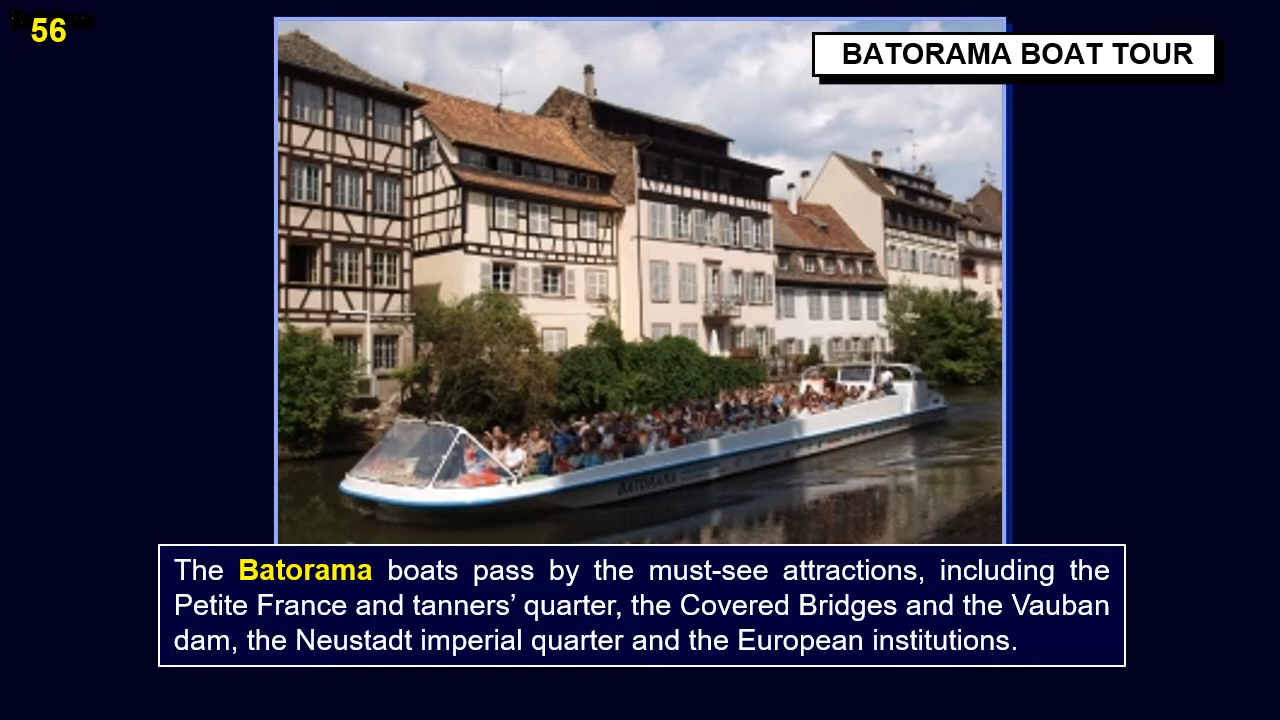 56
BATORAMA BOAT TOUR
BATORAMA
The Batorama boats pass by the must-see attractions, including the
Petite France and tanners’ quarter, the Covered Bridges and the Vauban
dam, the Neustadt imperial quarter and the European institutions.